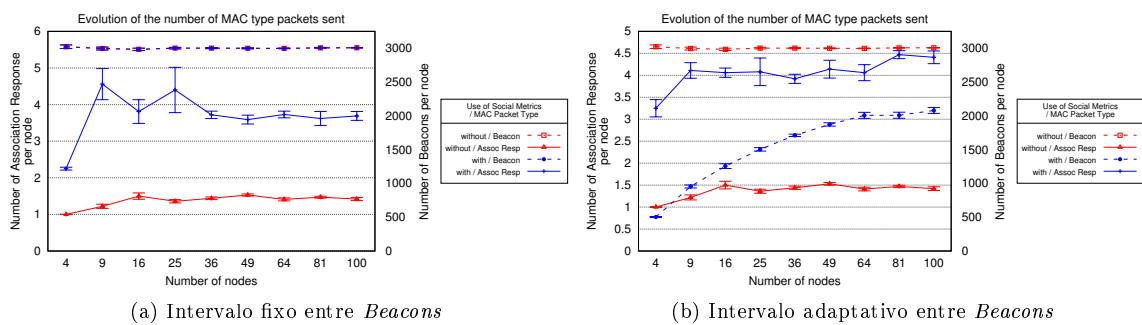 Evolution of the number of MAC type packets sent
Number of Association Response
per node
6
5
4
3
2
1
0
3000
2500
2000
1500
1000
500
0
Number of Beacons per node
4 9 16 25 36 49 64 81 100
Number of nodes
Use of Social Metrics
/ MAC Packet Type
without / Beacon
without / Assoc Resp
with / Beacon
with / Assoc Resp
(a) Intervalo fixo entre Beacons
Evolution of the number of MAC type packets sent
Number of Association Response
per node
5
4.5
4
3.5
3
2.5
2
1.5
1
0.5
0
3000
2500
2000
1500
1000
500
0
Number of Beacons per node
4 9 16 25 36 49 64 81 100
Number of nodes
Use of Social Metrics
/ MAC Packet Type
without / Beacon
without / Assoc Resp
with / Beacon
with / Assoc Resp
(b) Intervalo adaptativo entre Beacons